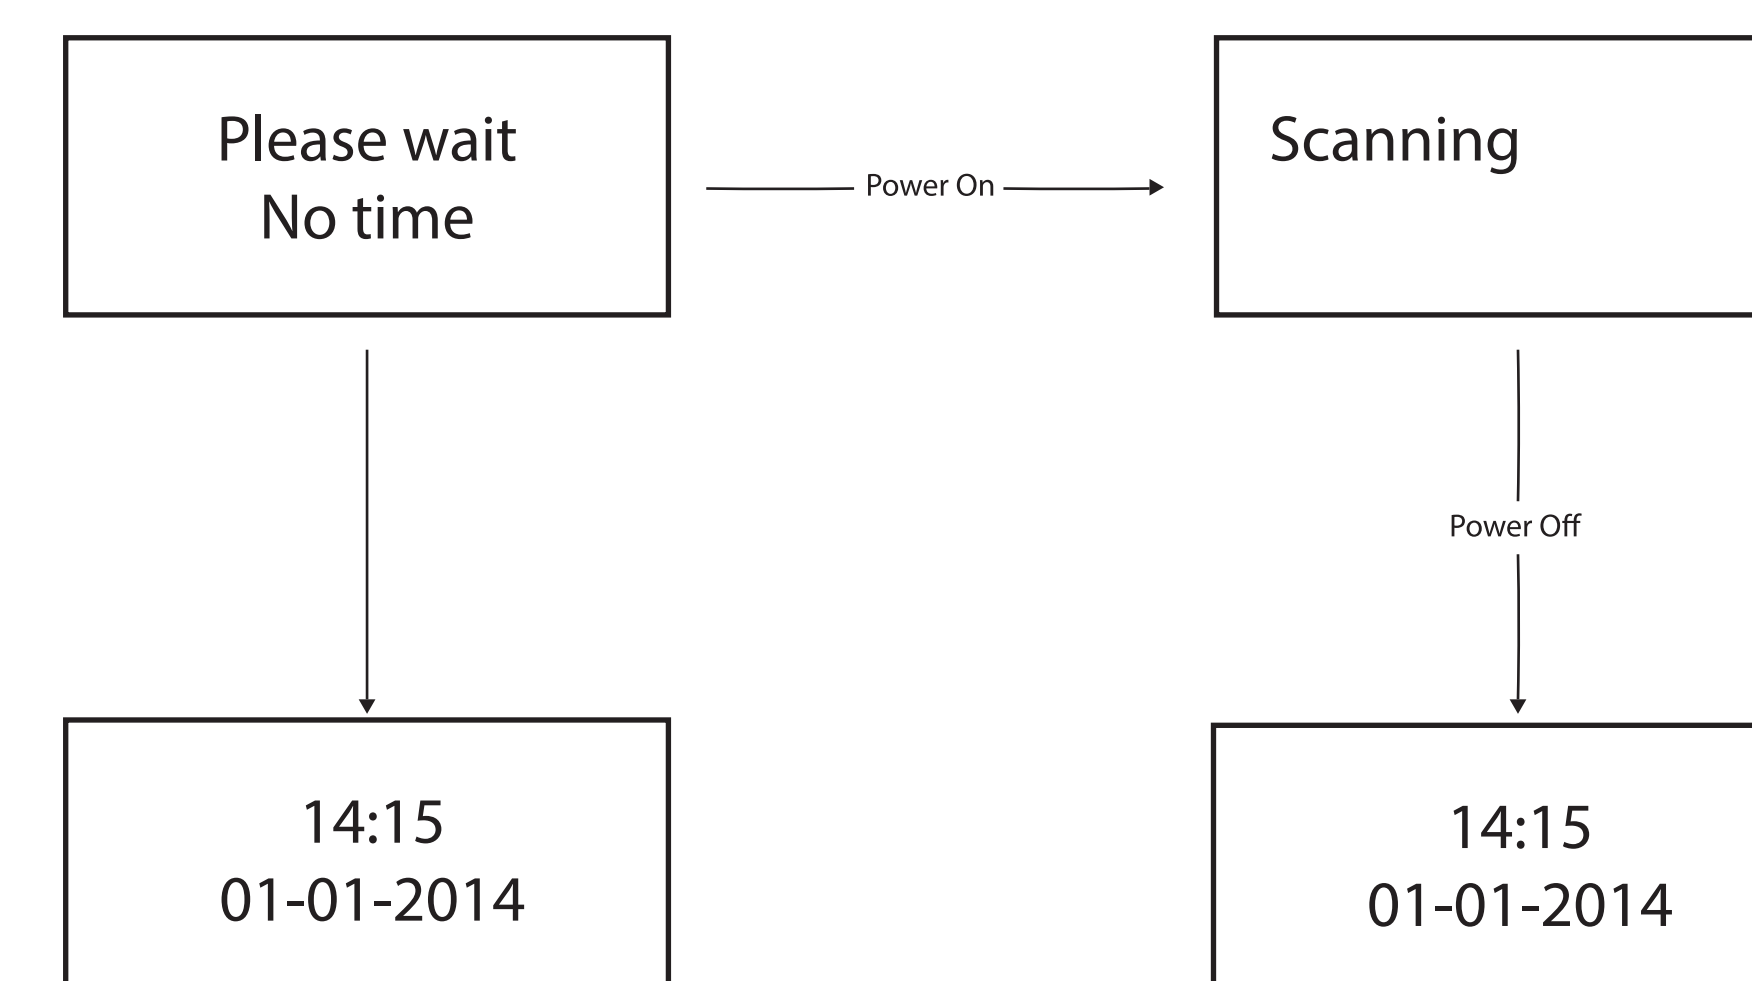 Please wait
No time
Power On
Scanning
Power Off
14:15
01-01-2014
14:15
01-01-2014